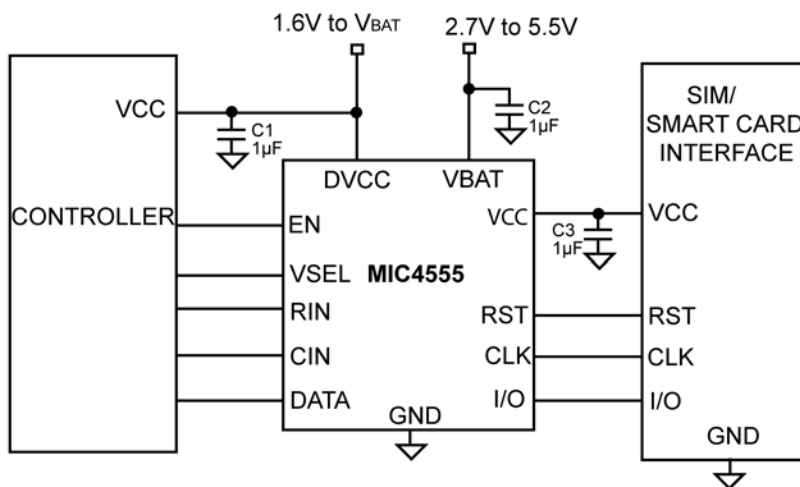 1.6V to VBAT
2.7V to 5.5V
VCC
C1
1µF
C2
1µF
SIM/
SMART CARD
INTERFACE
DVCC
VBAT
CONTROLLER
EN
VCC
C3
1µF
VCC
VSEL
MIC4555
RIN
RST
RST
CIN
CLK
CLK
DATA
I/O
I/O
GND
GND